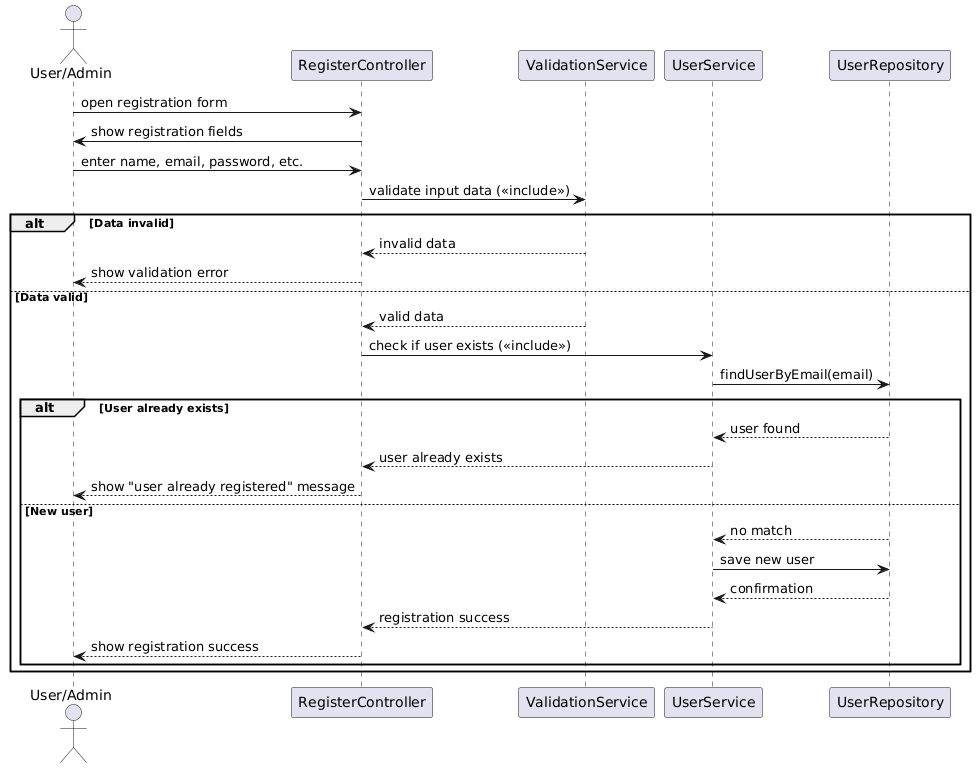 User/Admin
RegisterController
ValidationService
UserService
UserRepository
open registration form
show registration fields
enter name, email, password, etc.
validate input data («include»)
alt
[Data invalid]
invalid data
show validation error
[Data valid]
valid data
check if user exists («include»)
findUserByEmail(email)
alt
[User already exists]
user found
user already exists
show "user already registered" message
[New user]
no match
save new user
confirmation
registration success
show registration success
User/Admin
RegisterController
ValidationService
UserService
UserRepository